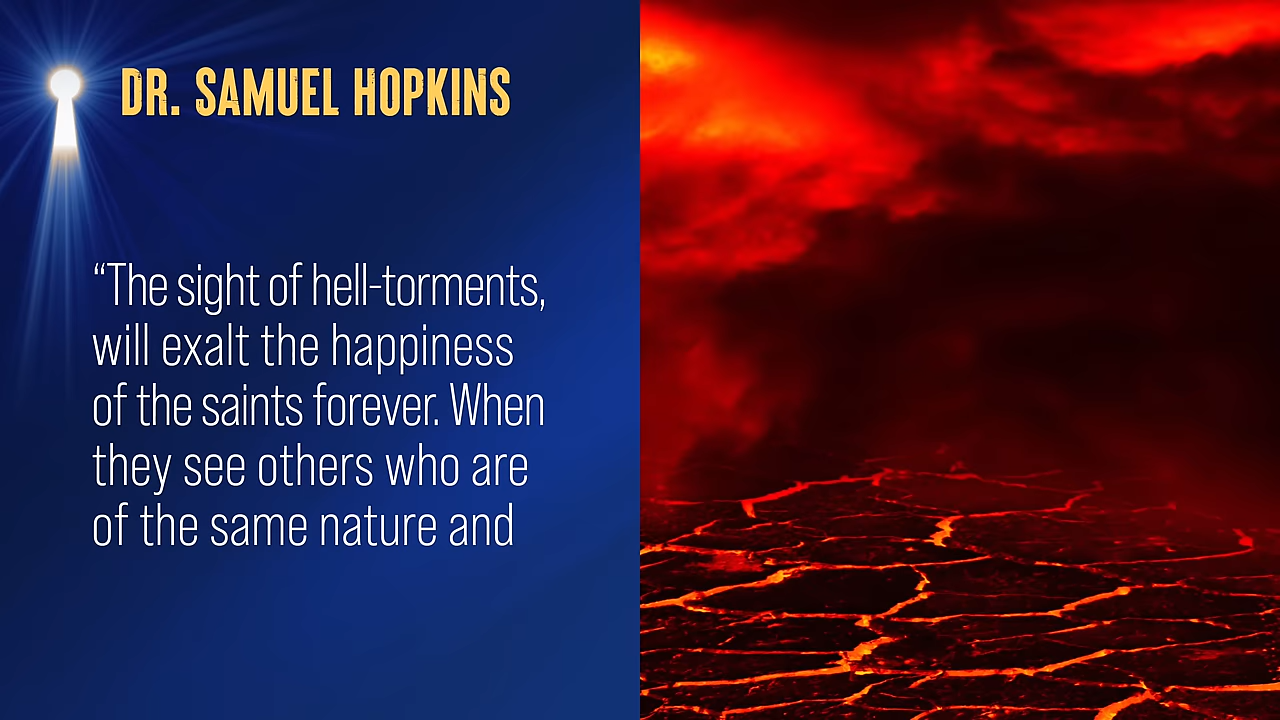 DR. SAMUEL HOPKINS
“The sight of hell-torments,
will exalt the happiness
of the saints forever. When
they see others who are
of the same nature and